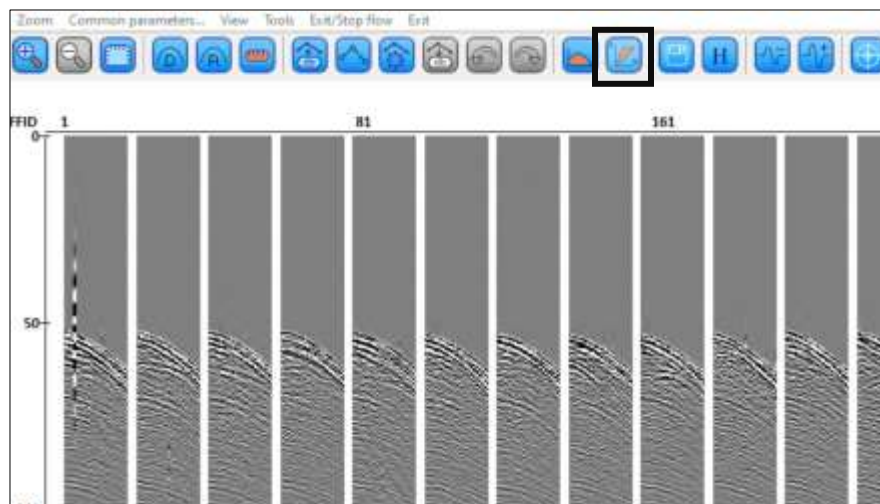 Zoom Common parameters... View Tools Exit/Stop flow Exit
D A H
FFID 1 81 161
0
50